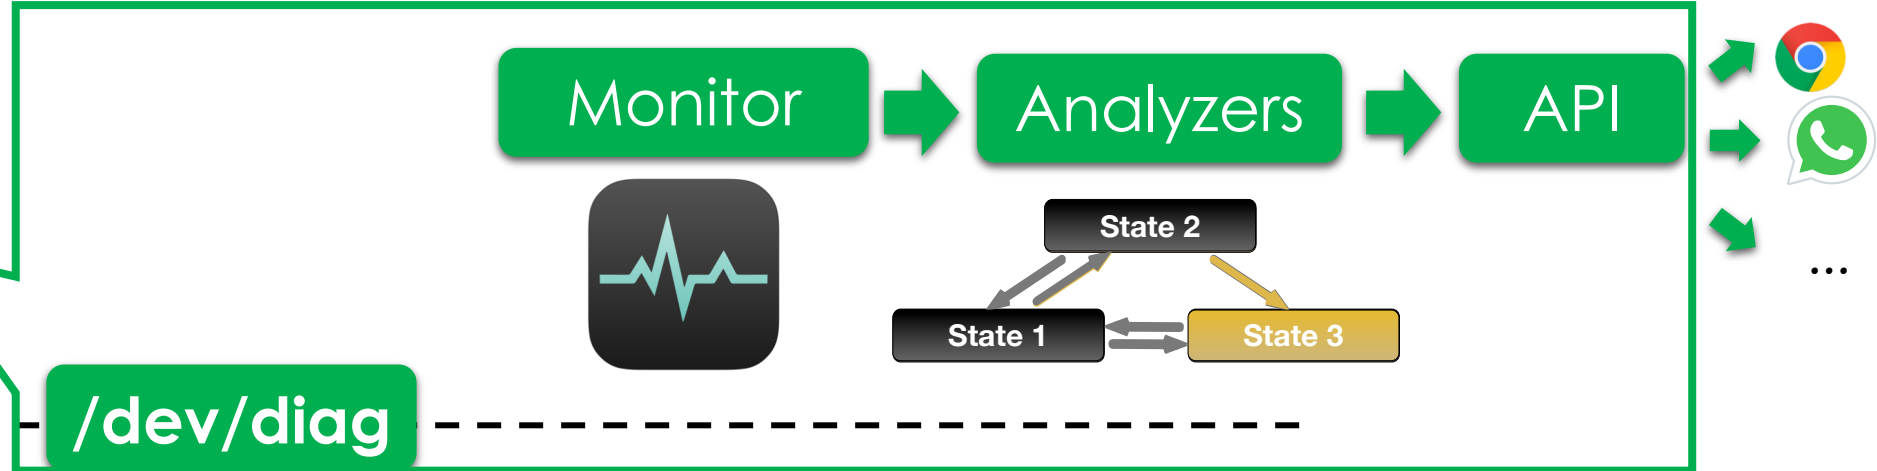 Monitor
Analyzers
API
State 2
State 1
State 3
...
/dev/diag